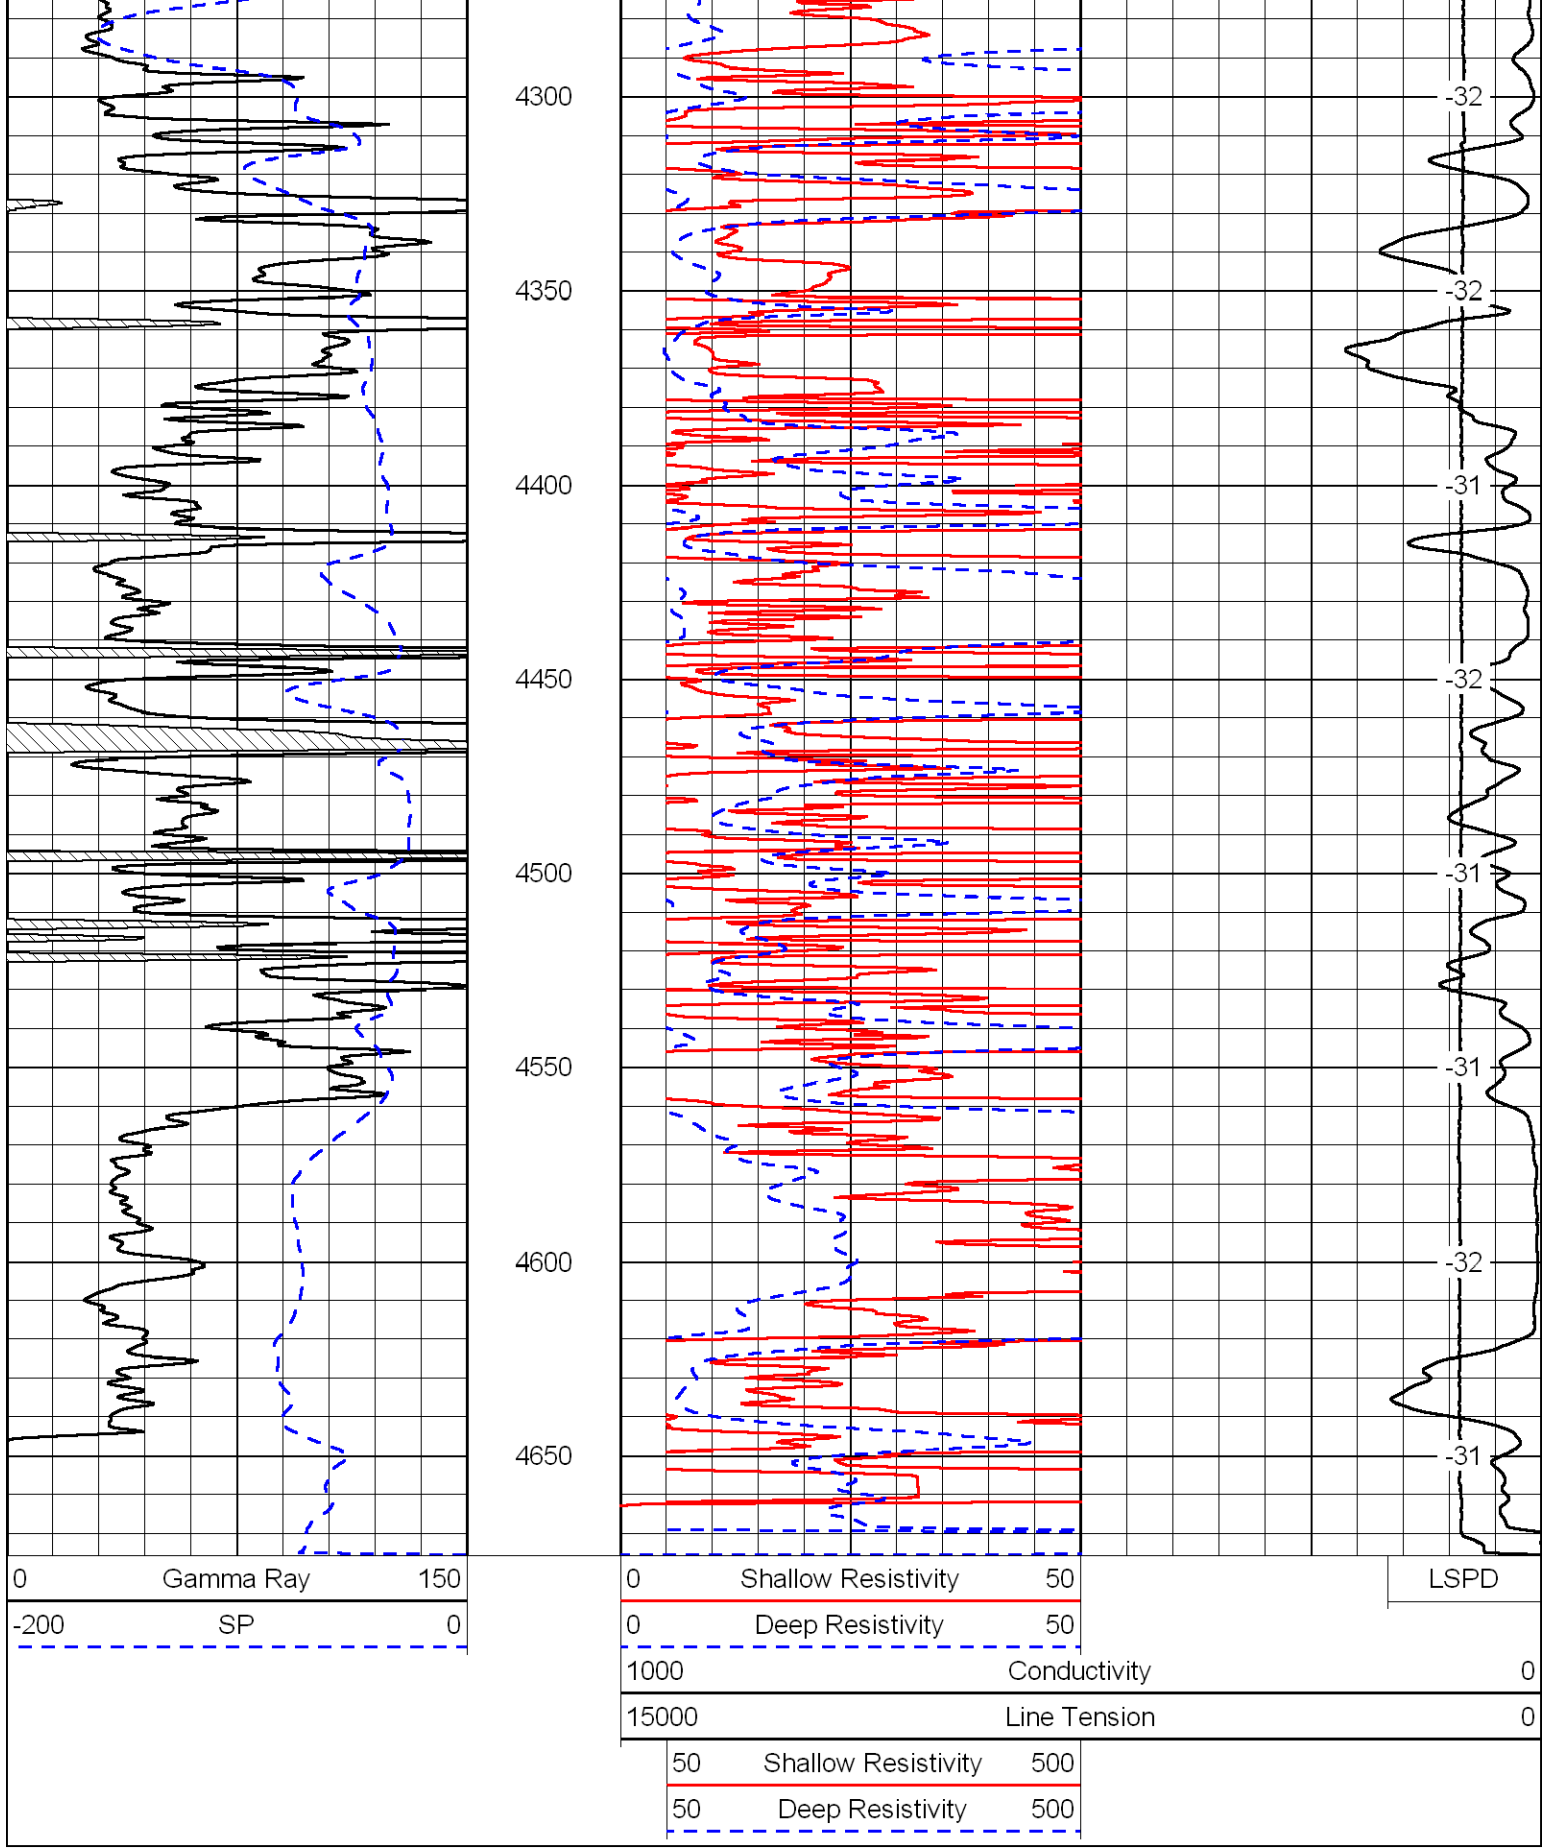 4300 -32
4350 -32
4400 -31
4450 -32
4500 -31
4550 -31
4600 -32
4650 -31
0 Gamma Ray 150 0 Shallow Resistivity 50 LSPD
-200 SP 0 0 Deep Resistivity 50
1000 Conductivity 0
15000 Line Tension 0
50 Shallow Resistivity 500
50 Deep Resistivity 500